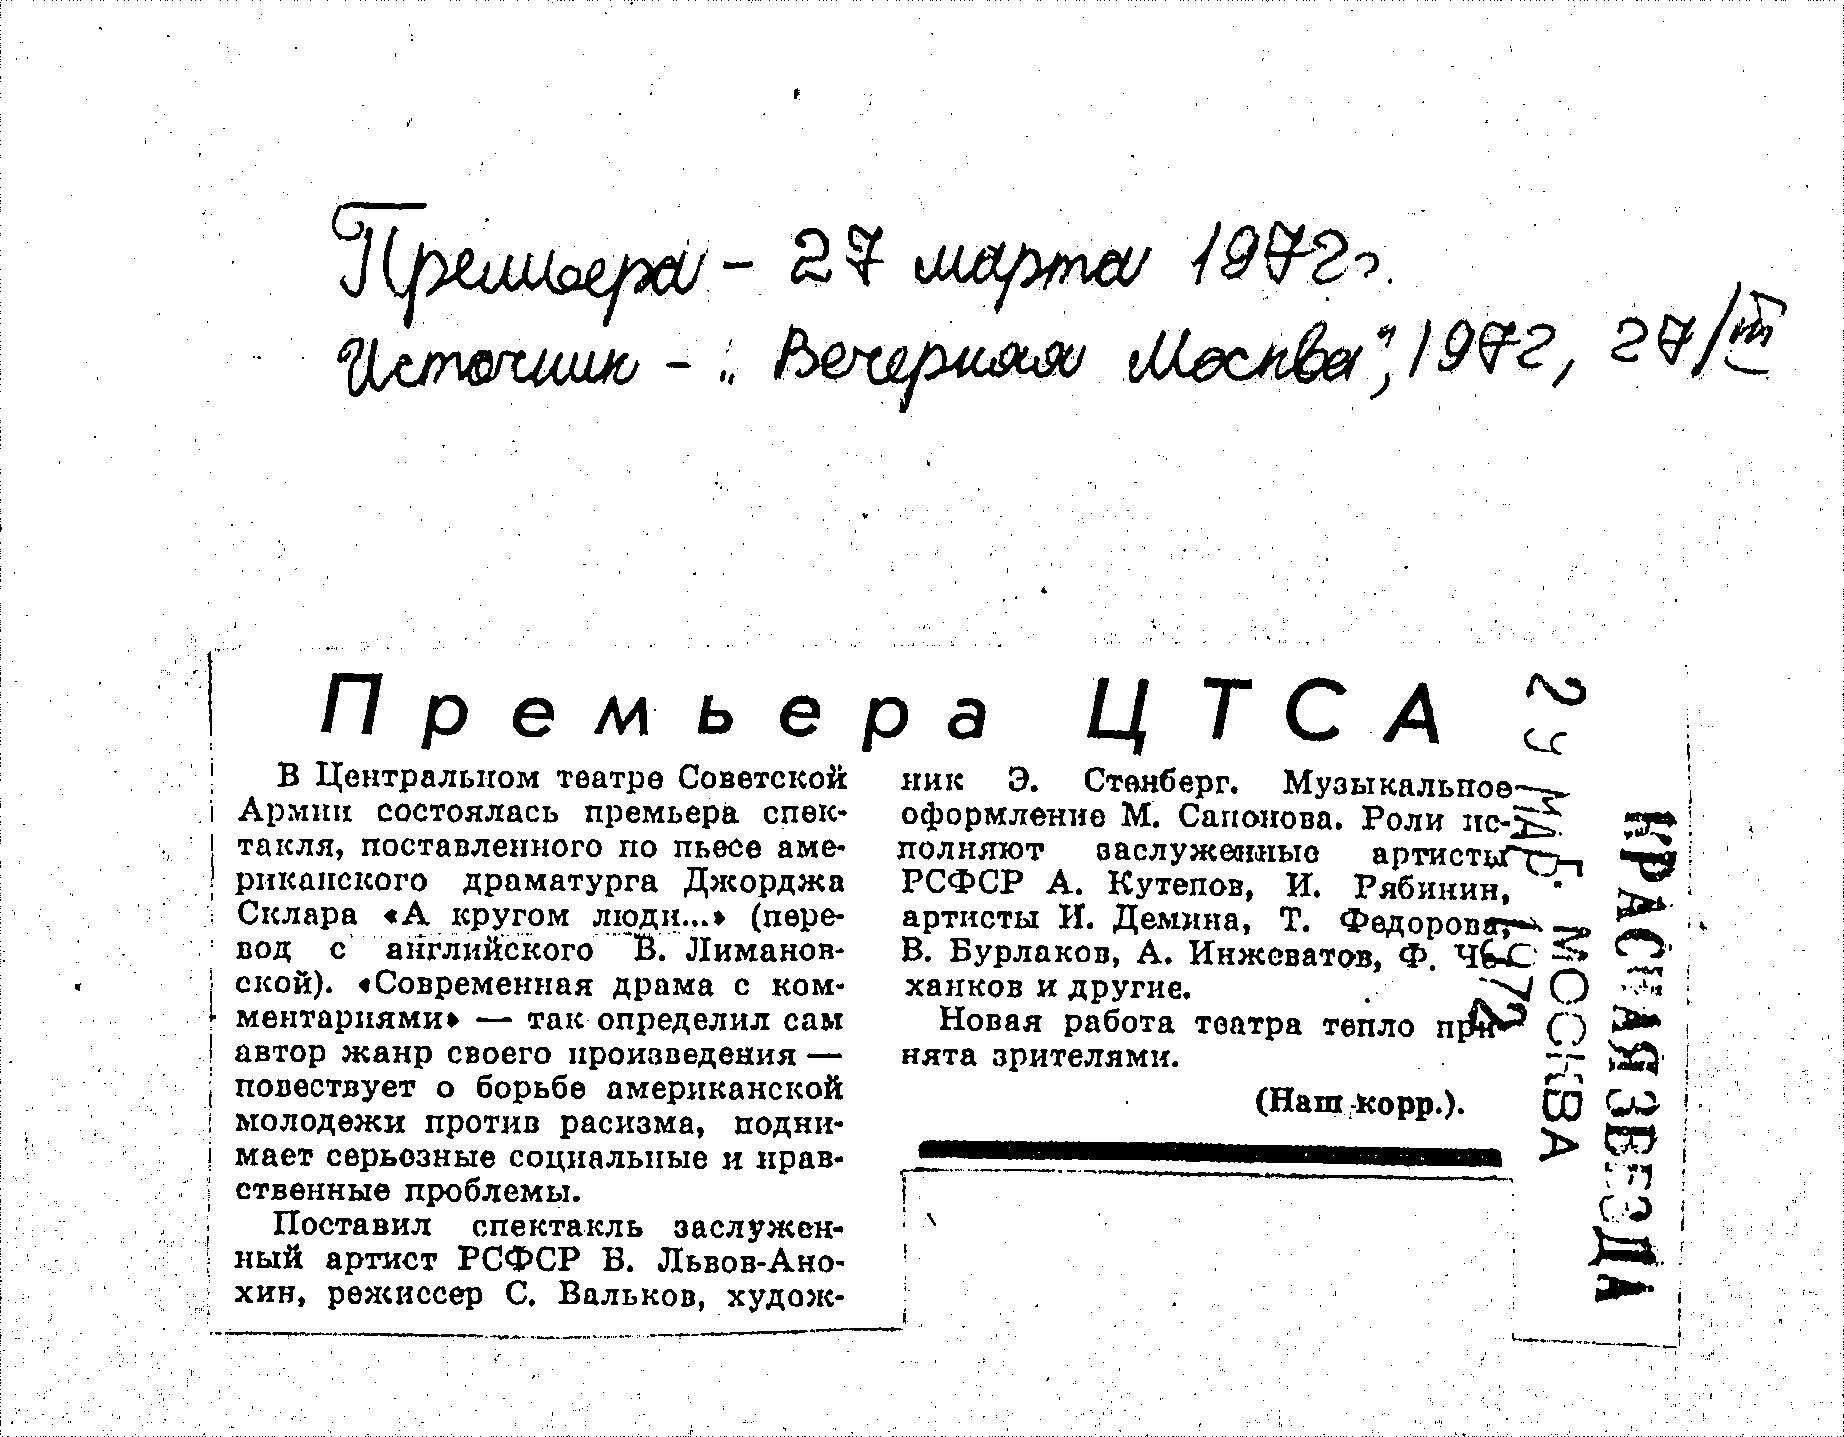 Премьера - 27 марта 1972г.
Источник - „Вечерняя Москва", 1972, 27/III
Премьера ЦТСА
В Центральном театре Советской
Армии состоялась премьера спек-
такля, поставленного по пьесе аме-
риканского драматурга Джорджа
Склара «А кругом люди...» (пере-
вод с английского В. Лиманов-
ской). «Современная драма с ком-
ментариями» — так определил сам
автор жанр своего произведения —
повествует о борьбе американской
молодежи против расизма, подни-
мает серьезные социальные и нрав-
ственные проблемы.
Поставил спектакль заслужен-
ный артист РСФСР Б. Львов-Ано-
хин, режиссер С. Вальков, худож-
ник Э. Стенберг. Музыкальное
оформление М. Сапонова. Роли ис-
полняют заслуженные артисты
РСФСР А. Кутепов, И. Рябинин,
артисты И. Демина, Т. Федорова,
В. Бурлаков, А. Инжеватов, Ф. Че-
ханков и другие.
Новая работа театра тепло при-
нята зрителями.
(Наш корр.).
КРАСНАЯ ЗВЕЗДА
г. МОСКВА
МАР 1972